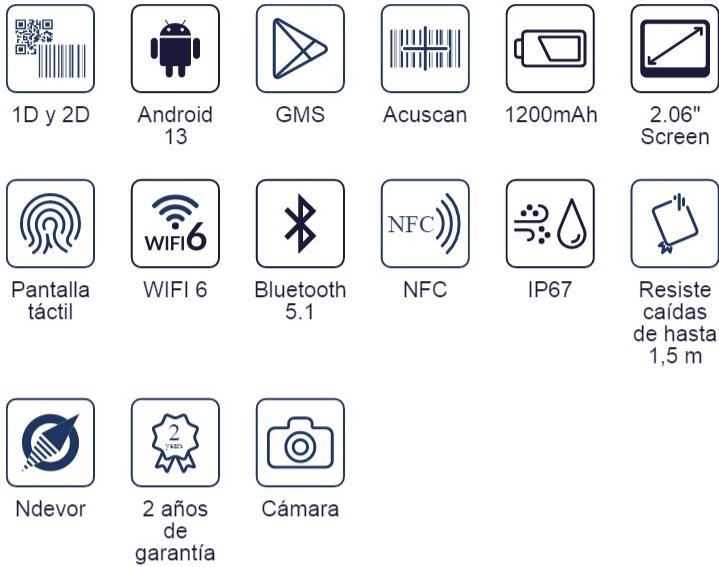 1D y 2D
Android
13
GMS
Acuscan
1200mAh
2.06"
Screen
WIFI6
NFC
Pantalla
táctil
WIFI 6
Bluetooth
5.1
NFC
IP67
Resiste
caídas
de hasta
1,5 m
2
years
Ndevor
2 años
de
garantía
Cámara